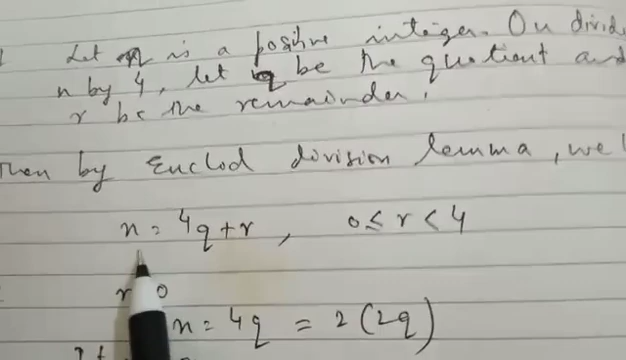 Let n is a positive integer. On divid
n by 4, let q be the quotient and
r be the remainder.
Then by Euclod division lemma, we
n = 4q + r, 0 ≤ r < 4
r 0
n = 4q = 2(2q)